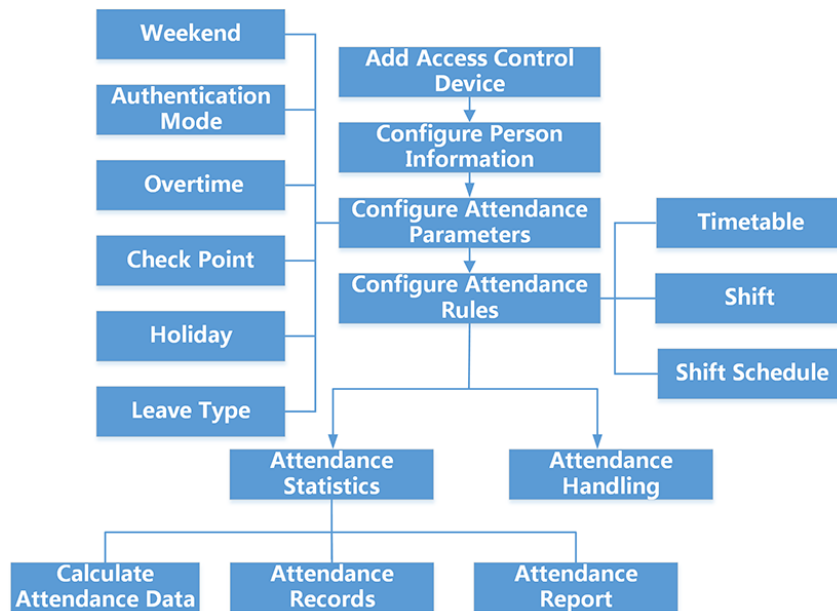 Weekend
Authentication
Mode
Overtime
Check Point
Holiday
Leave Type
Add Access Control
Device
Configure Person
Information
Configure Attendance
Parameters
Configure Attendance
Rules
Timetable
Shift
Shift Schedule
Attendance
Statistics
Attendance
Handling
Calculate
Attendance Data
Attendance
Records
Attendance
Report